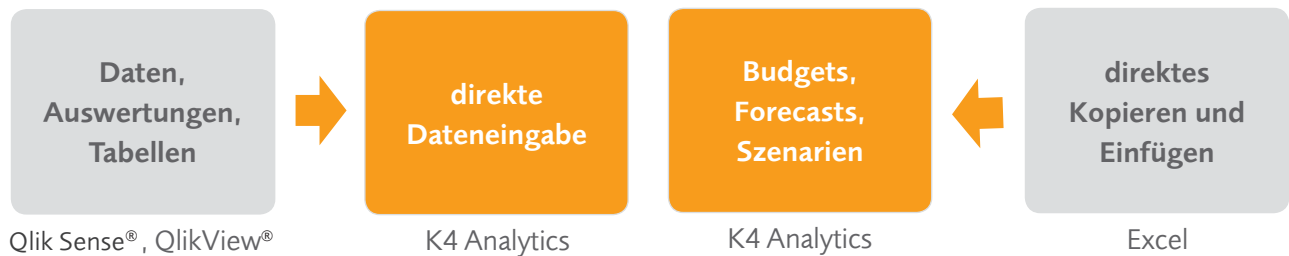 Daten,
Auswertungen,
Tabellen
direkte
Dateneingabe
Budgets,
Forecasts,
Szenarien
direktes
Kopieren und
Einfügen
Qlik Sense®, QlikView®
K4 Analytics
K4 Analytics
Excel